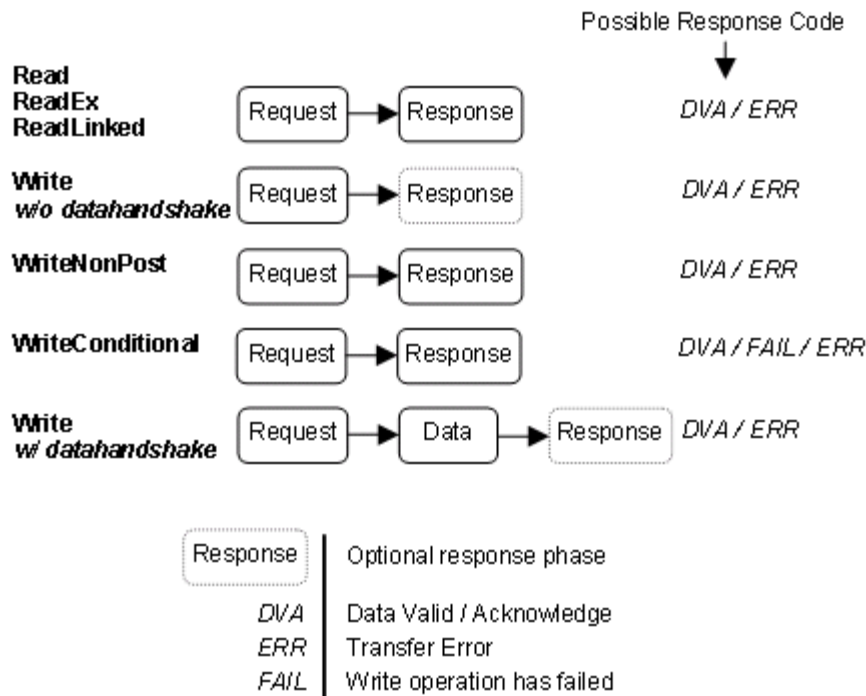 Possible Response Code
Read
ReadEx
ReadLinked
Request
Response
DVA / ERR
Write
w/o datahandshake
Request
Response
DVA / ERR
WriteNonPost
Request
Response
DVA / ERR
WriteConditional
Request
Response
DVA / FAIL / ERR
Write
w/ datahandshake
Request
Data
Response
DVA / ERR
Response
Optional response phase
DVA
Data Valid / Acknowledge
ERR
Transfer Error
FAIL
Write operation has failed